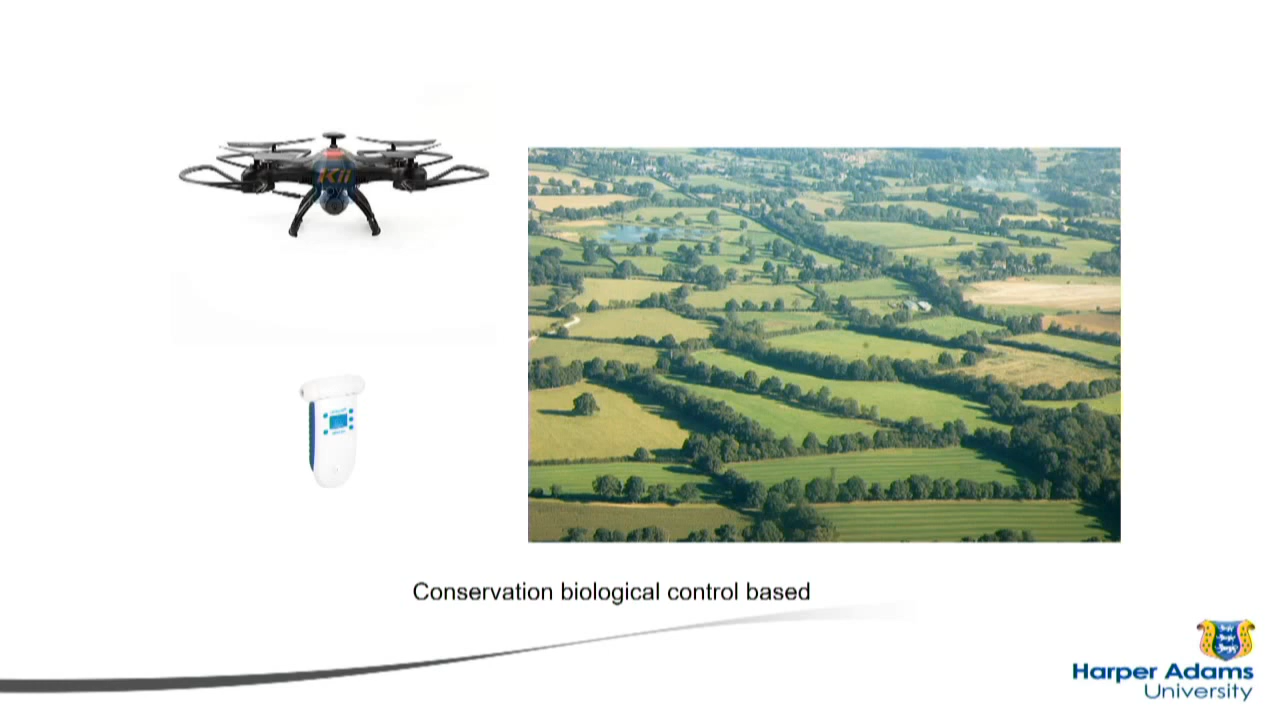 Conservation biological control based
Harper Adams
University